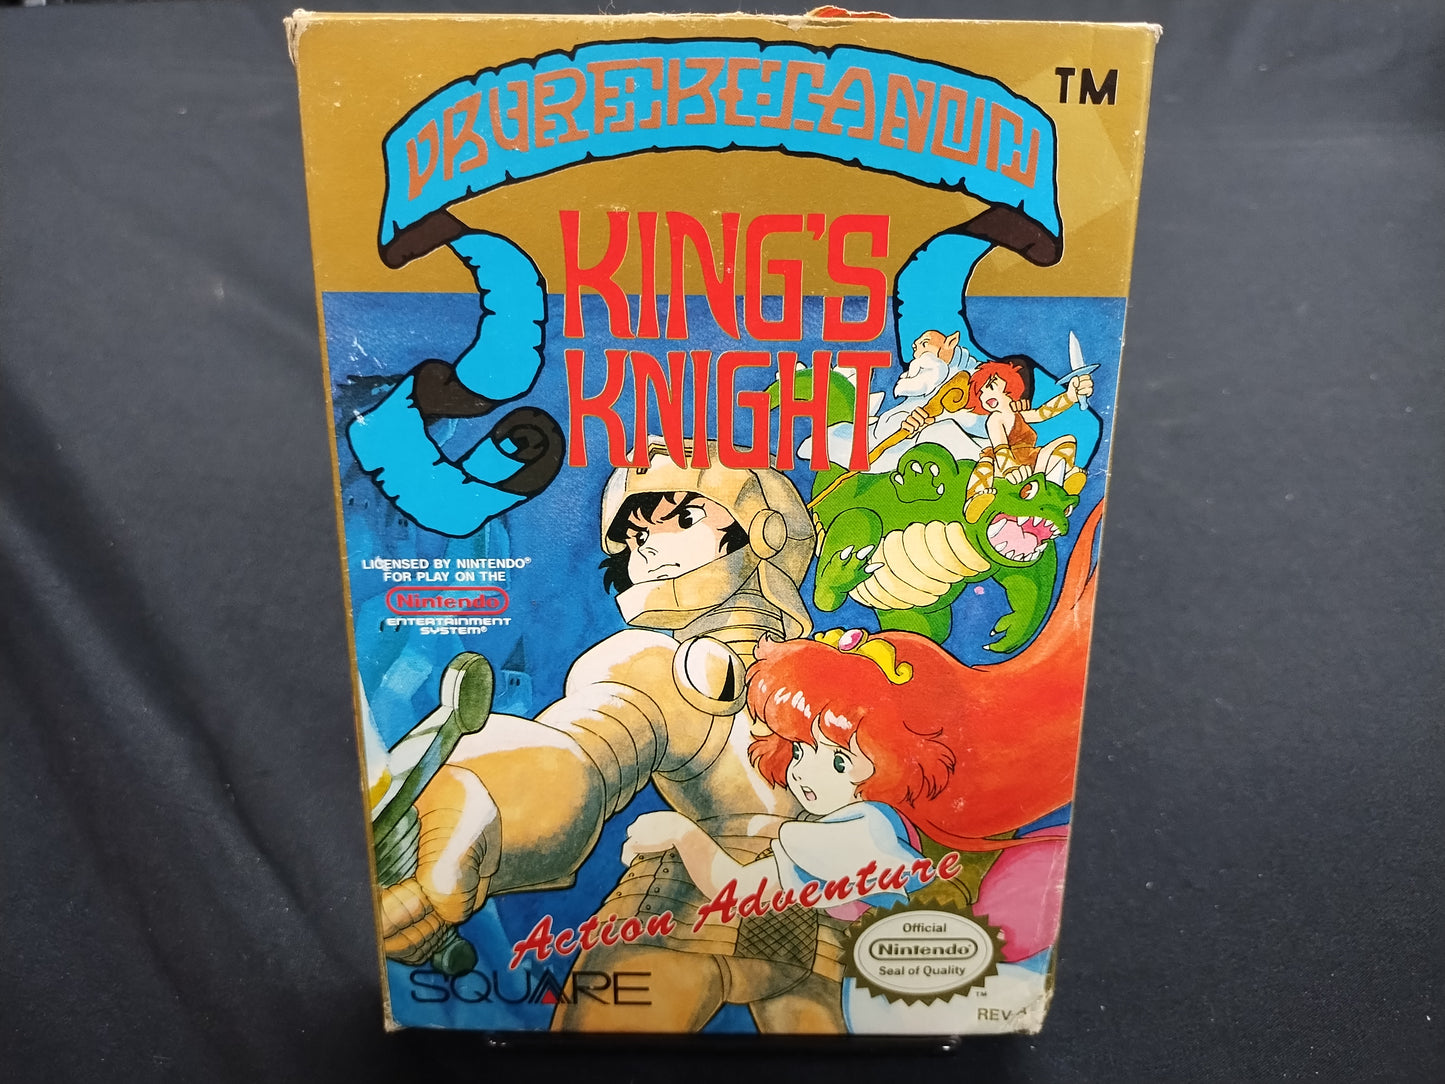 TM
KING'S
KNIGHT
LICENSED BY NINTENDO®
FOR PLAY ON THE
Nintendo
ENTERTAINMENT
SYSTEM®
Action Adventure
SQUARE
Official
Nintendo®
Seal of Quality
TM
REV-A